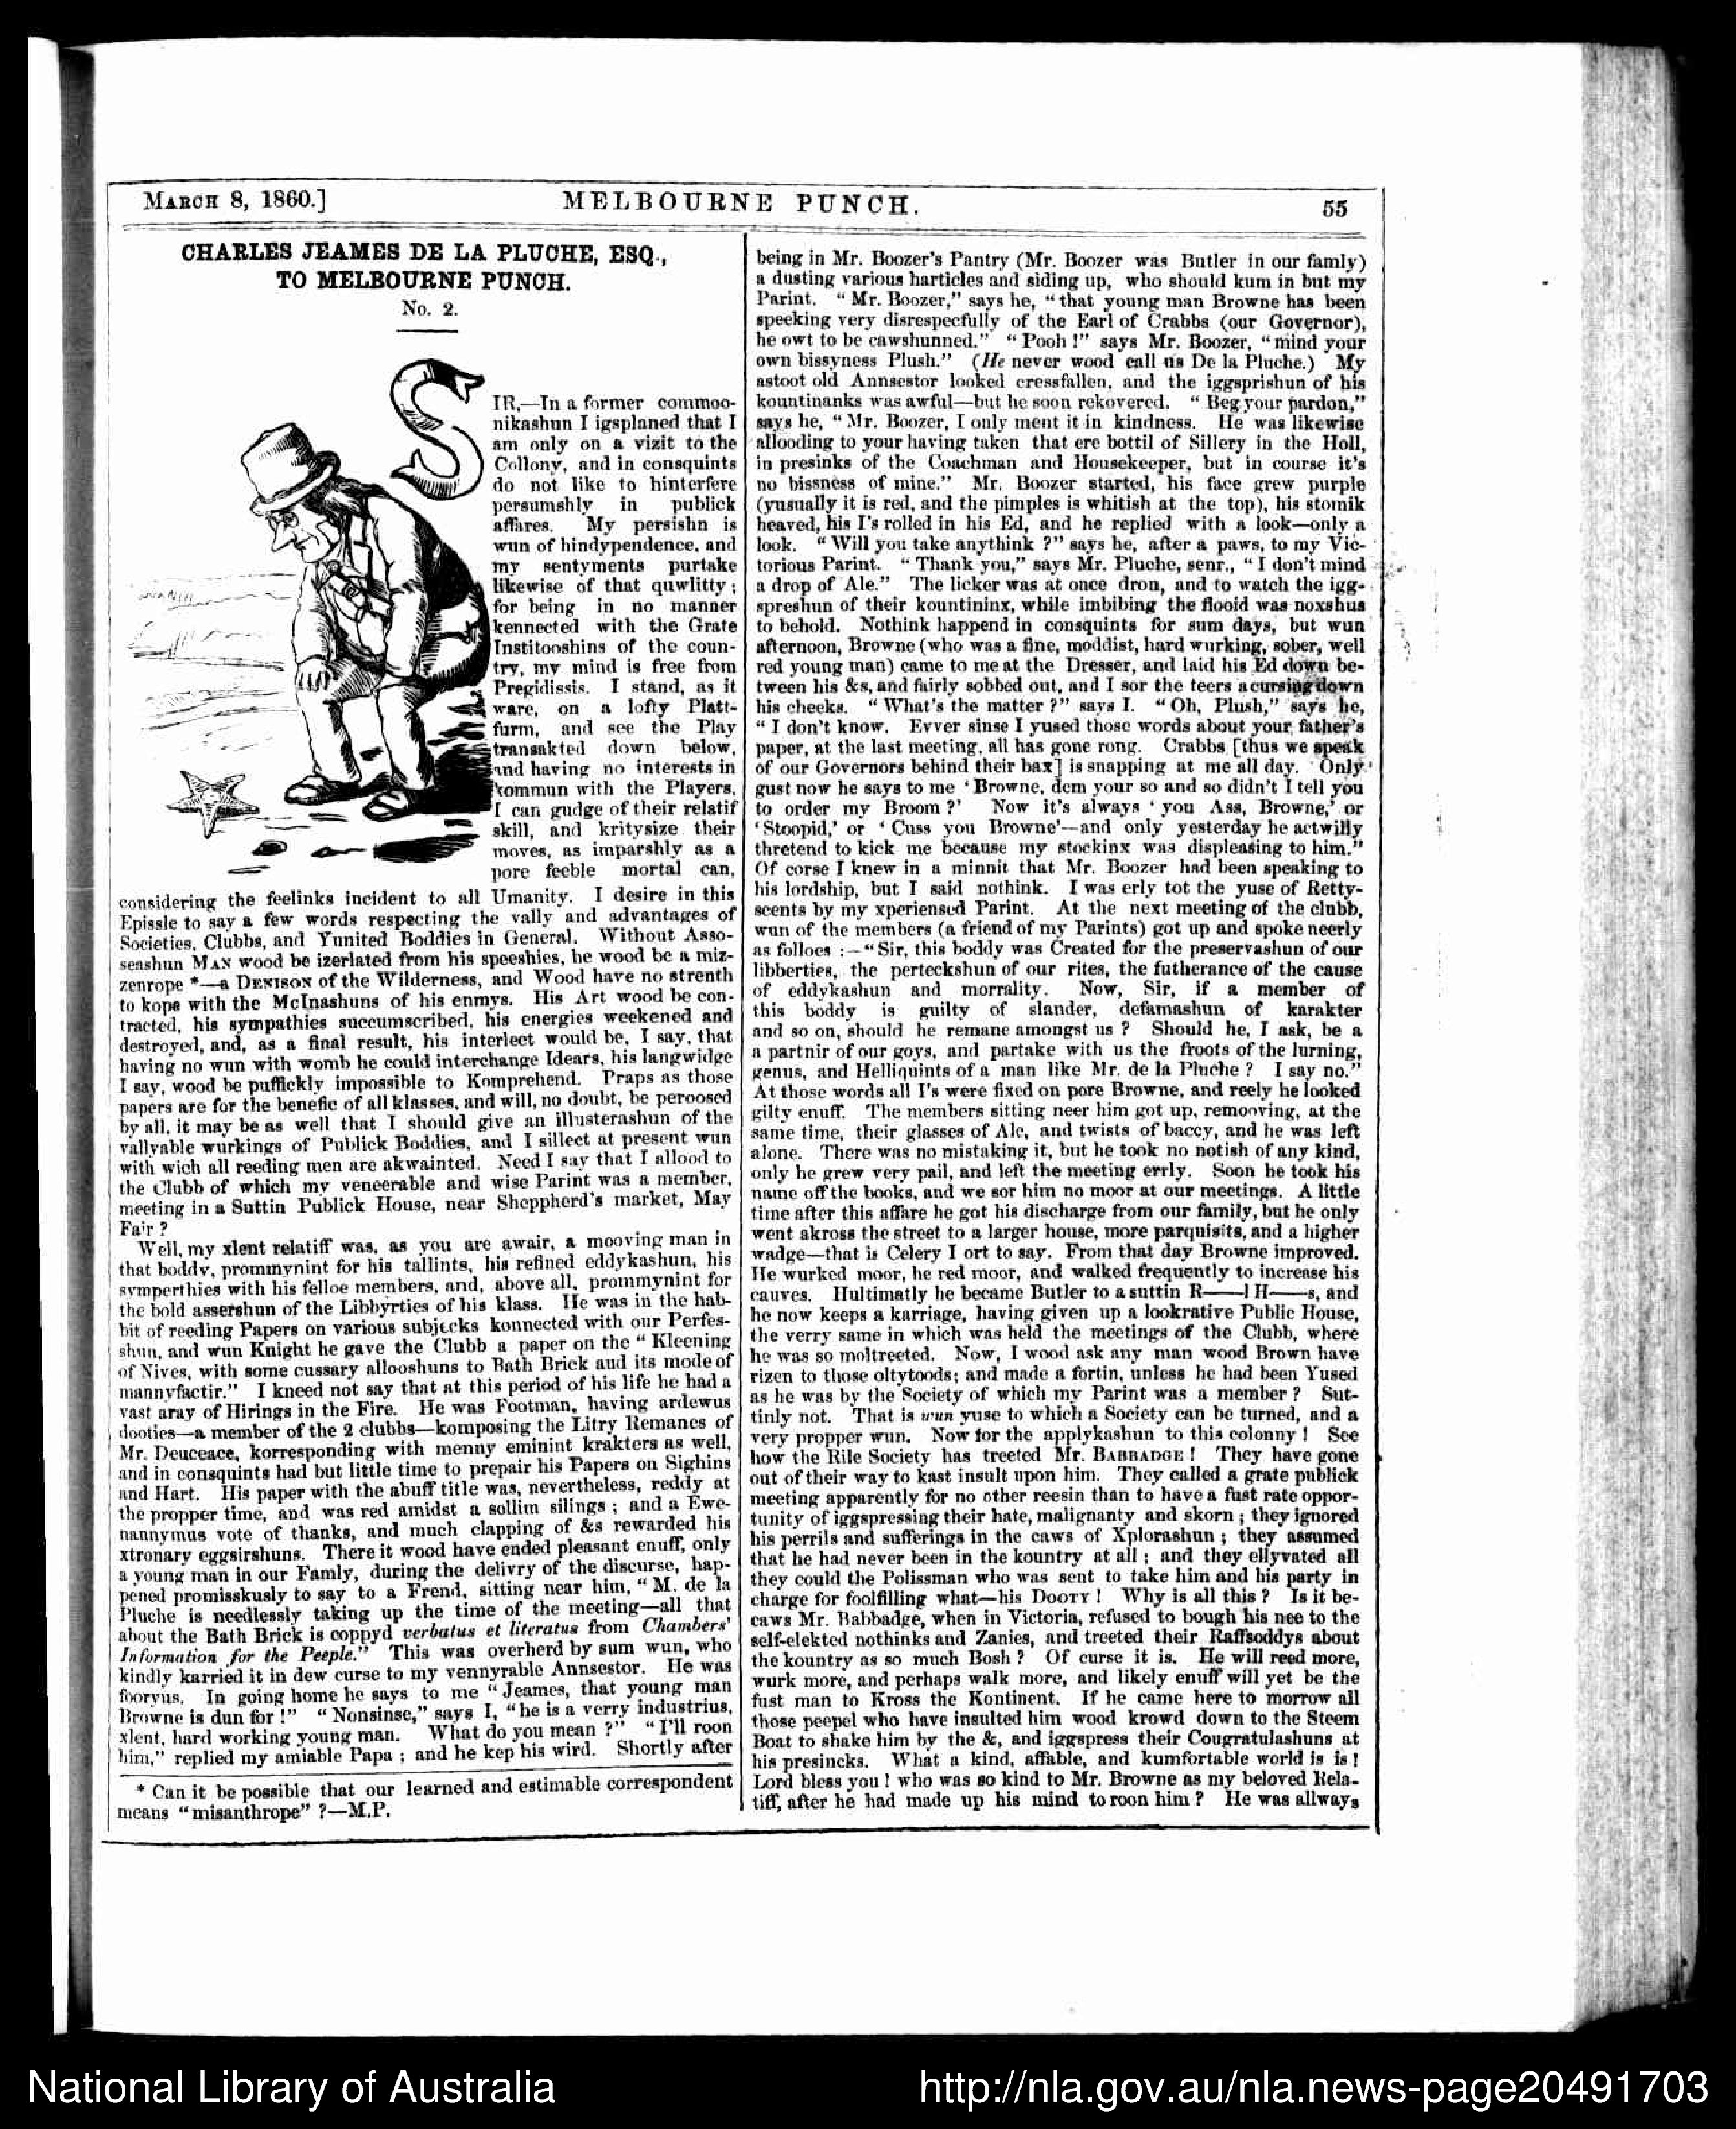 MARCH 8, 1860.] MELBOURNE PUNCH. 55
CHARLES JEAMES DE LA PLUCHE, ESQ.,
TO MELBOURNE PUNCH.
No. 2.
SIR,—In a former commoo-
nikashun I igsplaned that I
am only on a vizit to the
Collony, and in consquints
do not like to hinterfere
persumshly in publick
affares. My persishn is
wun of hindypendence, and
my sentyments purtake
likewise of that quwlitty;
for being in no manner
kennected with the Grate
Institooshins of the coun-
try, my mind is free from
Pregidissis. I stand, as it
ware, on a lofty Platt-
furm, and see the Play
transakted down below,
and having no interests in
kommun with the Players,
I can gudge of their relatif
skill, and kritysize their
moves, as imparshly as a
pore feeble mortal can,
considering the feelinks incident to all Umanity. I desire in this
Epissle to say a few words respecting the vally and advantages of
Societies, Clubbs, and Yunited Boddies in General. Without Asso-
seashun MAN wood be izerlated from his speeshies, he wood be a miz-
zenrope *—a DENISON of the Wilderness, and Wood have no strenth
to kope with the McInashuns of his enmys. His Art wood be con-
tracted, his sympathies succumscribed, his energies weekened and
destroyed, and, as a final result, his interlect would be, I say, that
having no wun with womb he could interchange Idears, his langwidge
I say, wood be puffickly impossible to Komprehend. Praps as those
papers are for the benefic of all klasses, and will, no doubt, be peroosed
by all, it may be as well that I should give an illusterashun of the
vallyable wurkings of Publick Boddies, and I sillect at present wun
with wich all reeding men are akwainted. Need I say that I allood to
the Clubb of which my veneerable and wise Parint was a member,
meeting in a Suttin Publick House, near Sheppherd's market, May
Fair?
Well, my xlent relatiff was, as you are awair, a mooving man in
that boddy, prommynint for his tallints, his refined eddykashun, his
symperthies with his felloe members, and, above all, prommynint for
the bold assershun of the Libbyrties of his klass. He was in the hab-
bit of reeding Papers on various subjecks konnected with our Perfes-
shun, and wun Knight he gave the Clubb a paper on the "Kleening
of Nives, with some cussary allooshuns to Bath Brick and its mode of
mannyfactir." I kneed not say that at this period of his life he had a
vast aray of Hirings in the Fire. He was Footman, having ardewus
dooties—a member of the 2 clubbs—komposing the Litry Remanes of
Mr. Deuceace, korresponding with menny eminint krakters as well,
and in consquints had but little time to prepair his Papers on Sighins
and Hart. His paper with the abuff title was, nevertheless, reddy at
the propper time, and was red amidst a sollim silings; and a Ewe-
nannymus vote of thanks, and much clapping of &s rewarded his
xtronary eggsirshuns. There it wood have ended pleasant enuff, only
a young man in our Famly, during the delivry of the discurse, hap-
pened promisskusly to say to a Frend, sitting near him, "M. de la
Pluche is needlessly taking up the time of the meeting—all that
about the Bath Brick is coppyd verbatus et literatus from Chambers'
Information for the Peeple." This was overherd by sum wun, who
kindly karried it in dew curse to my vennyrable Annsestor. He was
fooryus. In going home he says to me "Jeames, that young man
Browne is dun for!" "Nonsinse," says I, "he is a verry industrius,
xlent, hard working young man. What do you mean?" "I'll roon
him," replied my amiable Papa; and he kep his wird. Shortly after
* Can it be possible that our learned and estimable correspondent
means "misanthrope"?—M.P.
being in Mr. Boozer's Pantry (Mr. Boozer was Butler in our famly)
a dusting various harticles and siding up, who should kum in but my
Parint. "Mr. Boozer," says he, "that young man Browne has been
speeking very disrespecfully of the Earl of Crabbs (our Governor),
he owt to be cawshunned." "Pooh!" says Mr. Boozer, "mind your
own bissyness Plush." (He never wood call us De la Pluche.) My
astoot old Annsestor looked cressfallen, and the iggsprishun of his
kountinanks was awful—but he soon rekovered. "Beg your pardon,"
says he, "Mr. Boozer, I only ment it in kindness. He was likewise
allooding to your having taken that ere bottil of Sillery in the Holl,
in presinks of the Coachman and Housekeeper, but in course it's
no bissness of mine." Mr. Boozer started, his face grew purple
(yusually it is red, and the pimples is whitish at the top), his stomik
heaved, his I's rolled in his Ed, and he replied with a look—only a
look. "Will you take anythink?" says he, after a paws, to my Vic-
torious Parint. "Thank you," says Mr. Pluche, senr., "I don't mind
a drop of Ale." The licker was at once dron, and to watch the igg-
spreshun of their kountininx, while imbibing the flooid was noxshus
to behold. Nothink happend in consquints for sum days, but wun
afternoon, Browne (who was a fine, moddist, hard wurking, sober, well
red young man) came to me at the Dresser, and laid his Ed down be-
tween his &s, and fairly sobbed out, and I sor the teers a cursing down
his cheeks. "What's the matter?" says I. "Oh, Plush," says he,
"I don't know. Evver sinse I yused those words about your father's
paper, at the last meeting, all has gone rong. Crabbs [thus we speak
of our Governors behind their bax] is snapping at me all day. Only
gust now he says to me 'Browne, dem your so and so didn't I tell you
to order my Broom?' Now it's always 'you Ass, Browne,' or
'Stoopid,' or 'Cuss you Browne'—and only yesterday he actwilly
thretend to kick me because my stockinx was displeasing to him."
Of corse I knew in a minnit that Mr. Boozer had been speaking to
his lordship, but I said nothink. I was erly tot the yuse of Retty-
scents by my xperiensed Parint. At the next meeting of the clubb,
wun of the members (a friend of my Parints) got up and spoke neerly
as folloes :—"Sir, this boddy was Created for the preservashun of our
libberties, the perteckshun of our rites, the futherance of the cause
of eddykashun and morrality. Now, Sir, if a member of
this boddy is guilty of slander, defamashun of karakter
and so on, should he remane amongst us? Should he, I ask, be a
a partnir of our goys, and partake with us the froots of the lurning,
genus, and Helliquints of a man like Mr. de la Pluche? I say no."
At those words all I's were fixed on pore Browne, and reely he looked
gilty enuff. The members sitting neer him got up, remooving, at the
same time, their glasses of Ale, and twists of baccy, and he was left
alone. There was no mistaking it, but he took no notish of any kind,
only he grew very pail, and left the meeting errly. Soon he took his
name off the books, and we sor him no moor at our meetings. A little
time after this affare he got his discharge from our family, but he only
went akross the street to a larger house, more parquisits, and a higher
wadge—that is Celery I ort to say. From that day Browne improved.
He wurked moor, he red moor, and walked frequently to increase his
cauves. Hultimatly he became Butler to a suttin R——l H——s, and
he now keeps a karriage, having given up a lookrative Public House,
the verry same in which was held the meetings of the Clubb, where
he was so moltreeted. Now, I wood ask any man wood Brown have
rizen to those oltytoods; and made a fortin, unless he had been Yused
as he was by the Society of which my Parint was a member? Sut-
tinly not. That is wun yuse to which a Society can be turned, and a
very propper wun. Now for the applykashun to this colonny! See
how the Rile Society has treeted Mr. BABBADGE! They have gone
out of their way to kast insult upon him. They called a grate publick
meeting apparently for no other reesin than to have a fust rate oppor-
tunity of iggspressing their hate, malignanty and skorn; they ignored
his perrils and sufferings in the caws of Xplorashun; they assumed
that he had never been in the kountry at all; and they ellyvated all
they could the Polissman who was sent to take him and his party in
charge for foolfilling what—his DOOTY! Why is all this? Is it be-
caws Mr. Babbadge, when in Victoria, refused to bough his nee to the
self-elekted nothinks and Zanies, and treeted their Raffsoddys about
the kountry as so much Bosh? Of curse it is. He will reed more,
wurk more, and perhaps walk more, and likely enuff will yet be the
fust man to Kross the Kontinent. If he came here to morrow all
those peepel who have insulted him wood krowd down to the Steem
Boat to shake him by the &, and iggspress their Cougratulashuns at
his presincks. What a kind, affable, and kumfortable world is is!
Lord bless you! who was so kind to Mr. Browne as my beloved Rela-
tiff, after he had made up his mind to roon him? He was allways
National Library of Australia http://nla.gov.au/nla.news-page20491703